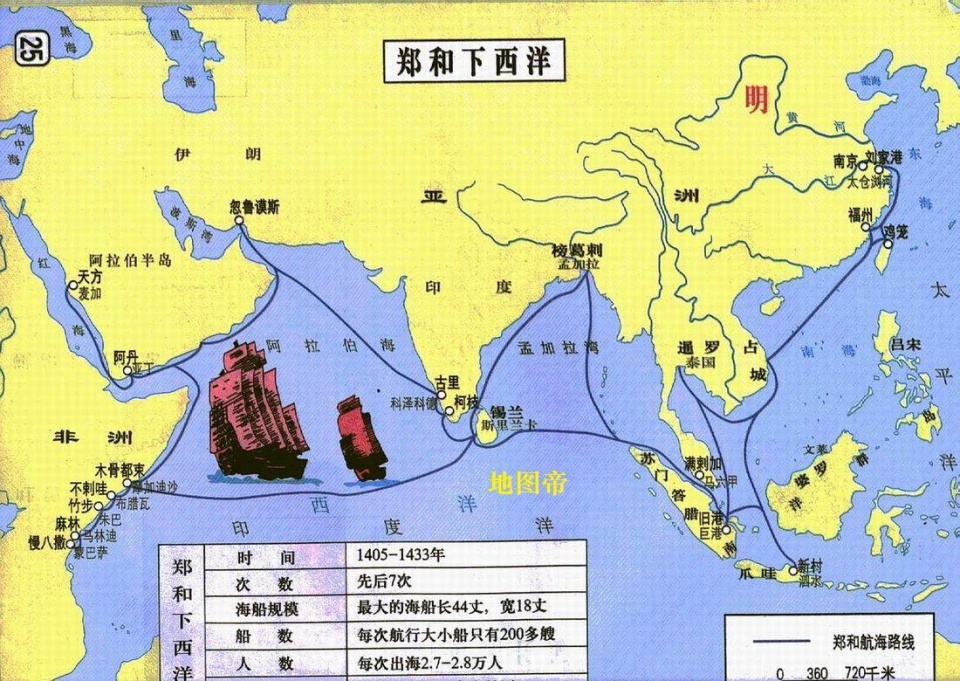 25
郑和下西洋
明
黑海
里海
地中海
伊朗
亚洲
渤海
黄河
大江
南京
刘家港
太仓浏河
东海
福州
鸡笼
忽鲁谟斯
波斯湾
阿拉伯半岛
天方
麦加
红海
榜葛剌
孟加拉
印度
阿丹
亚丁
阿拉伯海
孟加拉湾
暹罗
泰国
占城
南海
吕宋
太平洋
群岛
古里
科泽科德
柯枝
锡兰
斯里兰卡
非洲
木骨都束
摩加迪沙
不剌哇
布腊瓦
竹步
朱巴
麻林
马林迪
慢八撒
蒙巴萨
西洋
印度洋
地图帝
苏门答腊
满剌加
马六甲
旧港
巨港
文莱
婆罗洲
爪哇
新村
泗水
郑和下西洋
时间 1405-1433年
次数 先后7次
海船规模 最大的海船长44丈，宽18丈
船数 每次航行大小船只有200多艘
人数 每次出海2.7-2.8万人
郑和航海路线
0 360 720千米